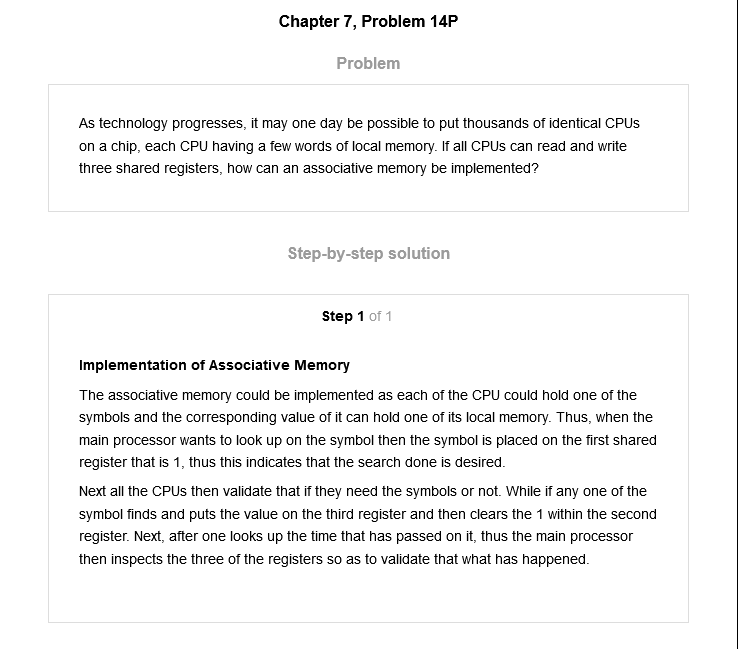 Chapter 7, Problem 14P
Problem
As technology progresses, it may one day be possible to put thousands of identical CPUs
on a chip, each CPU having a few words of local memory. If all CPUs can read and write
three shared registers, how can an associative memory be implemented?
Step-by-step solution
Step 1 of 1
Implementation of Associative Memory
The associative memory could be implemented as each of the CPU could hold one of the
symbols and the corresponding value of it can hold one of its local memory. Thus, when the
main processor wants to look up on the symbol then the symbol is placed on the first shared
register that is 1, thus this indicates that the search done is desired.
Next all the CPUs then validate that if they need the symbols or not. While if any one of the
symbol finds and puts the value on the third register and then clears the 1 within the second
register. Next, after one looks up the time that has passed on it, thus the main processor
then inspects the three of the registers so as to validate that what has happened.